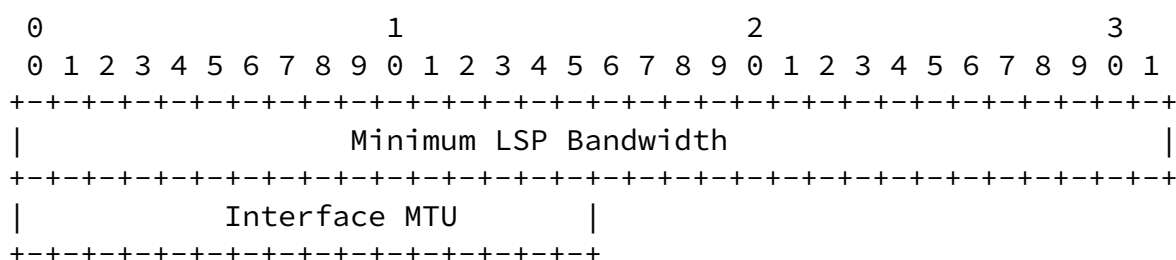 0                   1                   2                   3
 0 1 2 3 4 5 6 7 8 9 0 1 2 3 4 5 6 7 8 9 0 1 2 3 4 5 6 7 8 9 0 1
+-+-+-+-+-+-+-+-+-+-+-+-+-+-+-+-+-+-+-+-+-+-+-+-+-+-+-+-+-+-+-+-+
|                  Minimum LSP Bandwidth                        |
+-+-+-+-+-+-+-+-+-+-+-+-+-+-+-+-+-+-+-+-+-+-+-+-+-+-+-+-+-+-+-+-+
|           Interface MTU       |
+-+-+-+-+-+-+-+-+-+-+-+-+-+-+-+-+